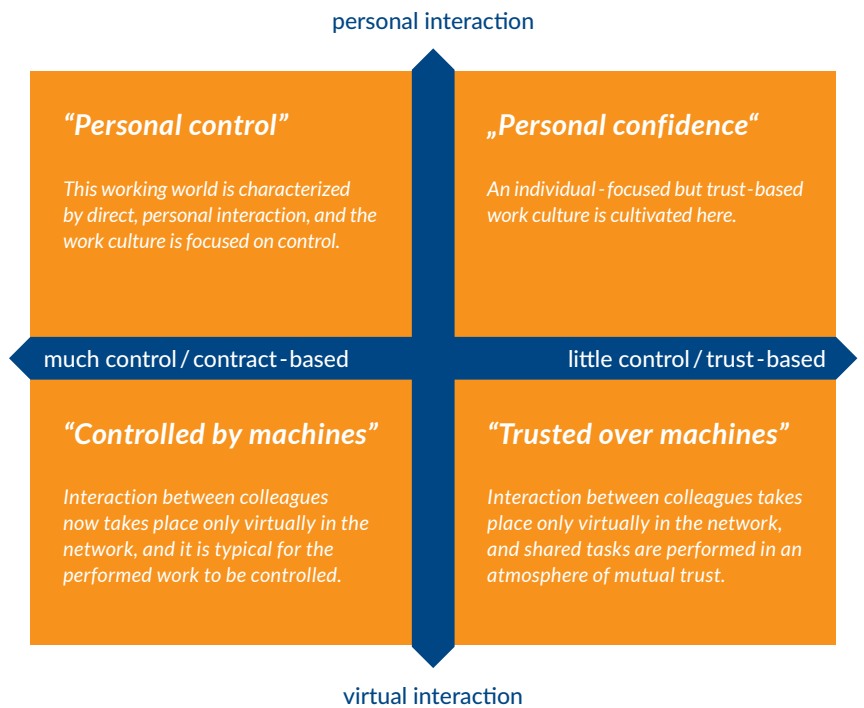 personal interaction
“Personal control”
This working world is characterized
by direct, personal interaction, and the
work culture is focused on control.
„Personal confidence“
An individual-focused but trust-based
work culture is cultivated here.
much control / contract-based
little control / trust-based
“Controlled by machines”
Interaction between colleagues
now takes place only virtually in the
network, and it is typical for the
performed work to be controlled.
“Trusted over machines”
Interaction between colleagues takes
place only virtually in the network,
and shared tasks are performed in an
atmosphere of mutual trust.
virtual interaction